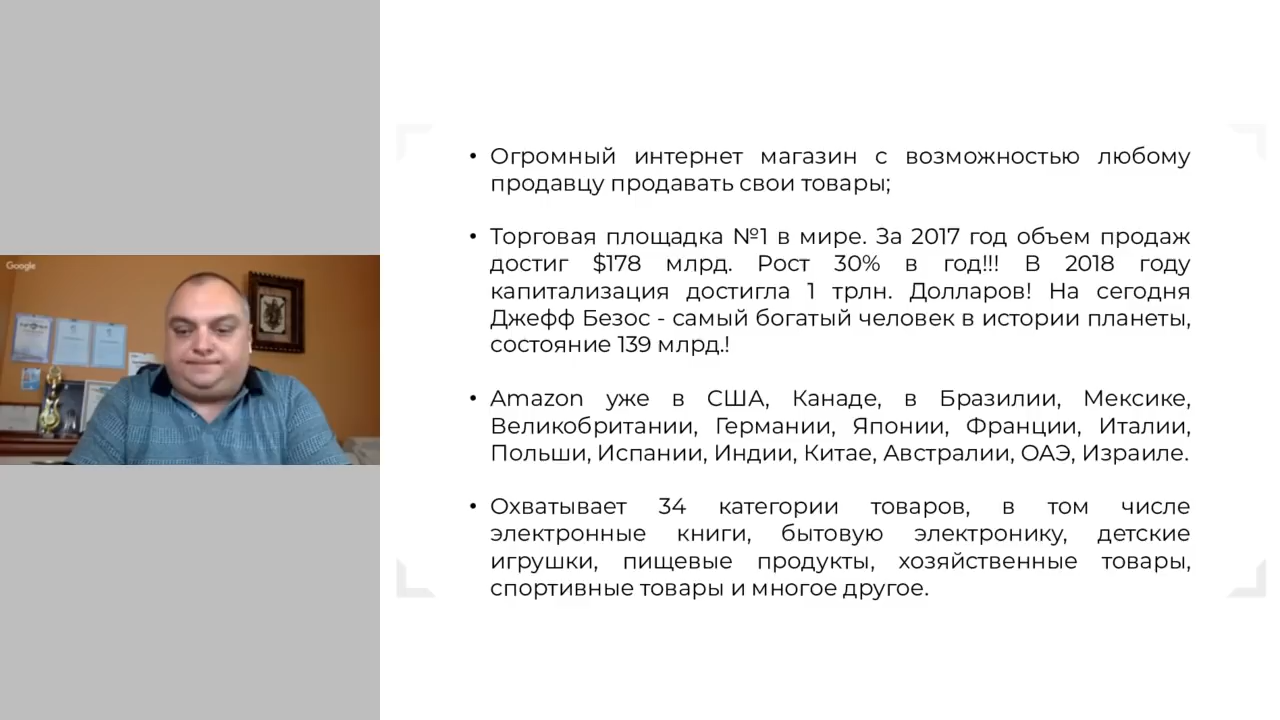 Google
• Огромный интернет магазин с возможностью любому
продавцу продавать свои товары;
• Торговая площадка №1 в мире. За 2017 год объем продаж
достиг $178 млрд. Рост 30% в год!!! В 2018 году
капитализация достигла 1 трлн. Долларов! На сегодня
Джефф Безос - самый богатый человек в истории планеты,
состояние 139 млрд.!
• Amazon уже в США, Канаде, в Бразилии, Мексике,
Великобритании, Германии, Японии, Франции, Италии,
Польши, Испании, Индии, Китае, Австралии, ОАЭ, Израиле.
• Охватывает 34 категории товаров, в том числе
электронные книги, бытовую электронику, детские
игрушки, пищевые продукты, хозяйственные товары,
спортивные товары и многое другое.